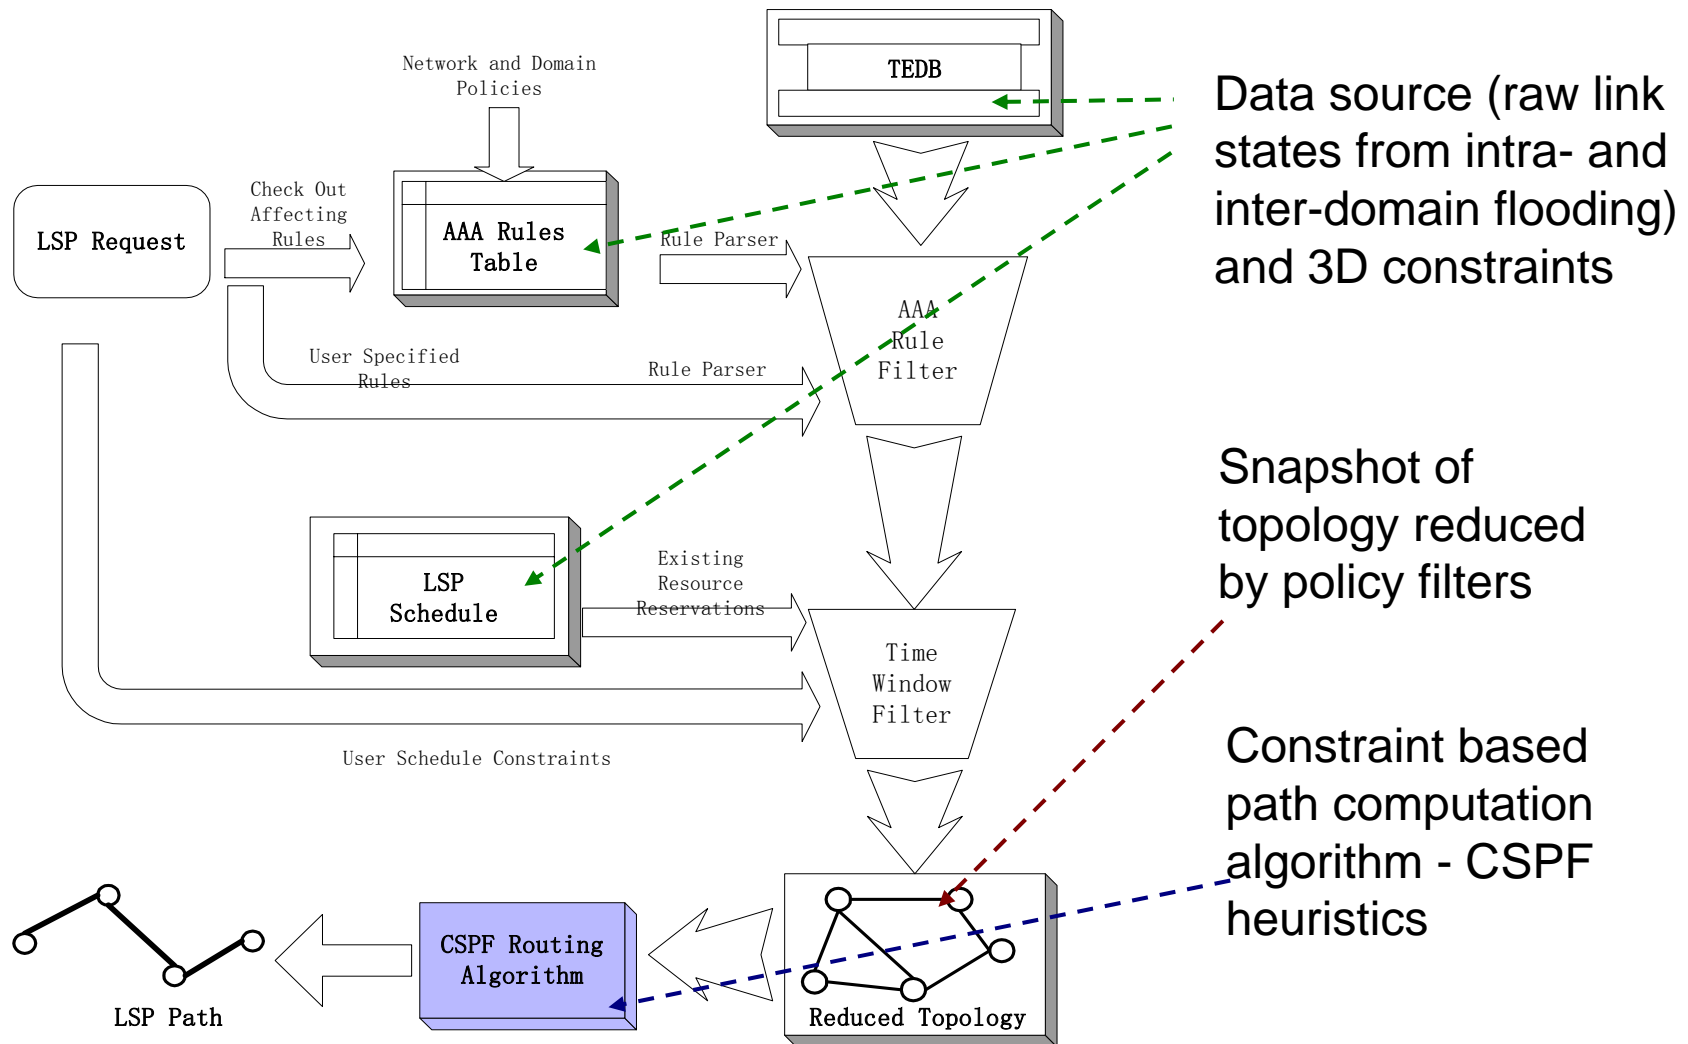 Network and Domain
Policies
TEDB
Data source (raw link
states from intra- and
inter-domain flooding)
and 3D constraints
LSP Request
Check Out
Affecting
Rules
AAA Rules
Table
Rule Parser
AAA
Rule
Filter
User Specified
Rules
Rule Parser
Snapshot of
topology reduced
by policy filters
LSP
Schedule
Existing
Resource
Reservations
Time
Window
Filter
User Schedule Constraints
Constraint based
path computation
algorithm - CSPF
heuristics
LSP Path
CSPF Routing
Algorithm
Reduced Topology